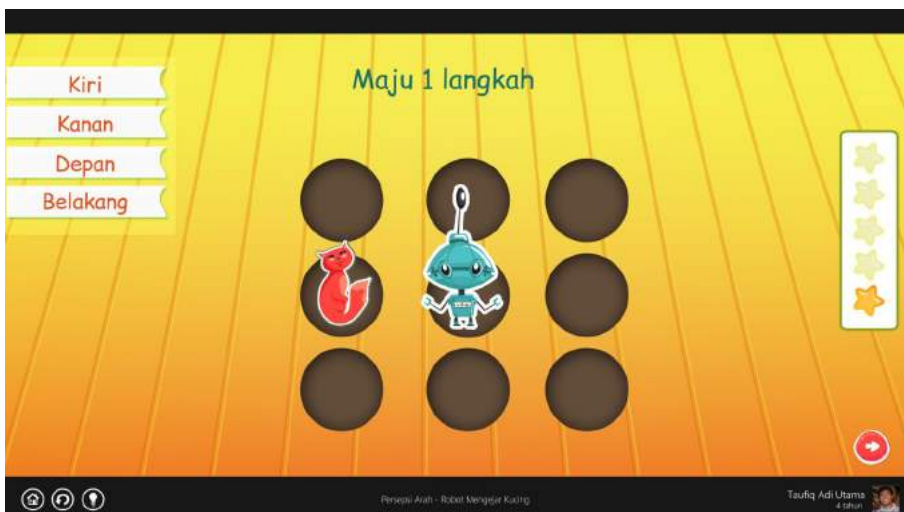 Maju 1 langkah
Kiri
Kanan
Depan
Belakang
Persepsi Arah - Robot Mengejar Kucing
Taufiq Adi Utama
4 tahun